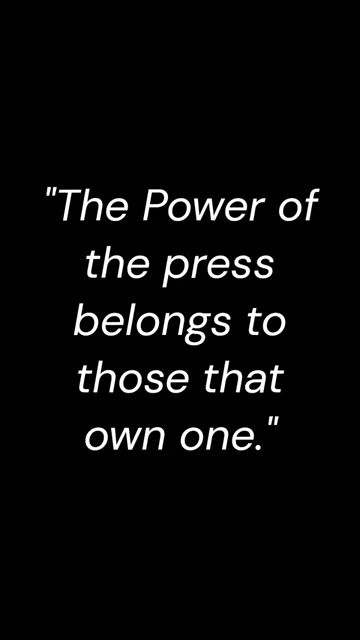 "The Power of
the press
belongs to
those that
own one."